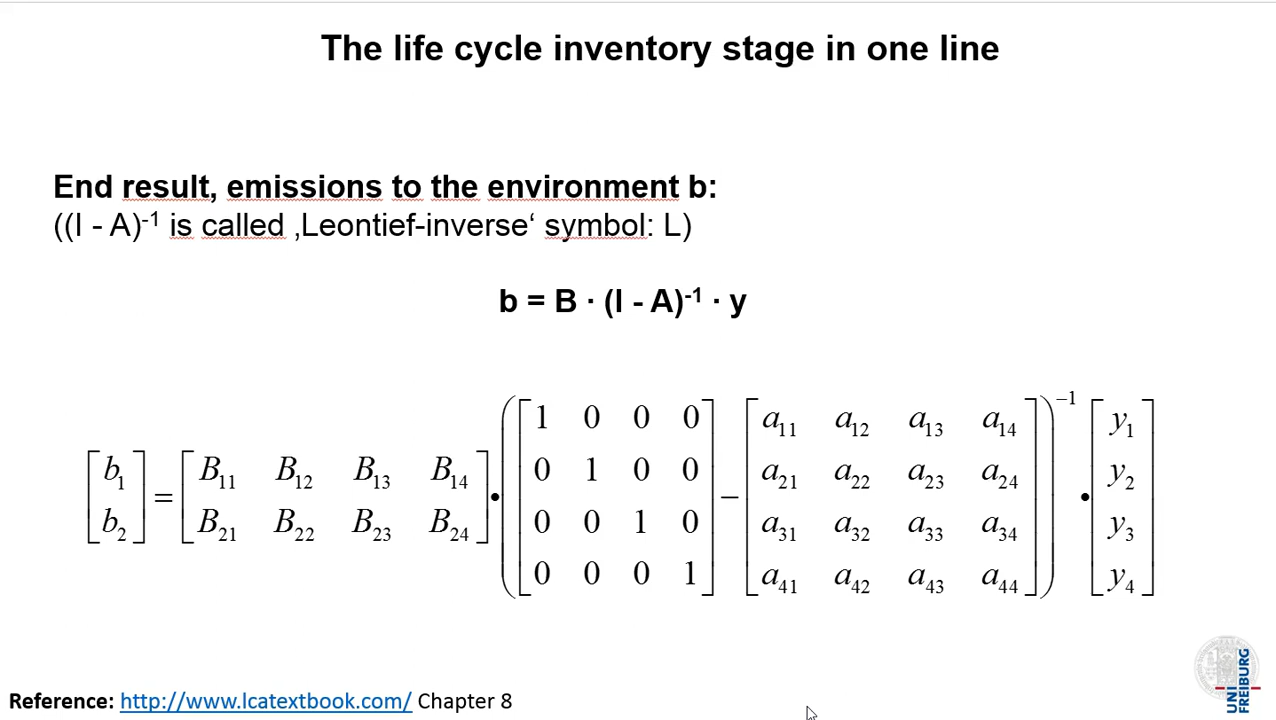 The life cycle inventory stage in one line
End result, emissions to the environment b:
((I - A)⁻¹ is called ‚Leontief-inverse‘ symbol: L)
b = B · (I - A)⁻¹ · y
[b₁; b₂] = [B₁₁ B₁₂ B₁₃ B₁₄; B₂₁ B₂₂ B₂₃ B₂₄] • ([1 0 0 0; 0 1 0 0; 0 0 1 0; 0 0 0 1] − [a₁₁ a₁₂ a₁₃ a₁₄; a₂₁ a₂₂ a₂₃ a₂₄; a₃₁ a₃₂ a₃₃ a₃₄; a₄₁ a₄₂ a₄₃ a₄₄])⁻¹ • [y₁; y₂; y₃; y₄]
Reference: http://www.lcatextbook.com/ Chapter 8
UNI
FREIBURG